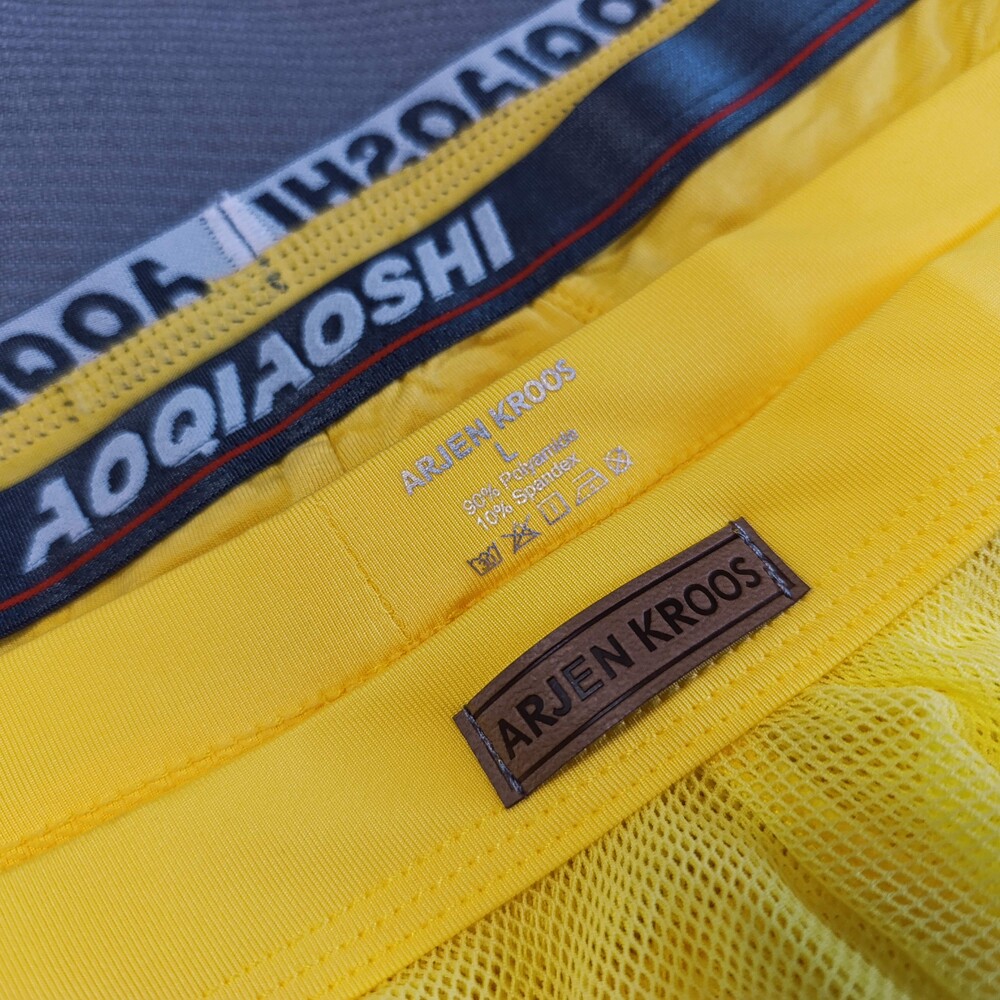 AOQIAOSHI
AOQIAOSHI
ARJEN KROOS
L
90% Polyamide
10% Spandex
ARJEN KROOS